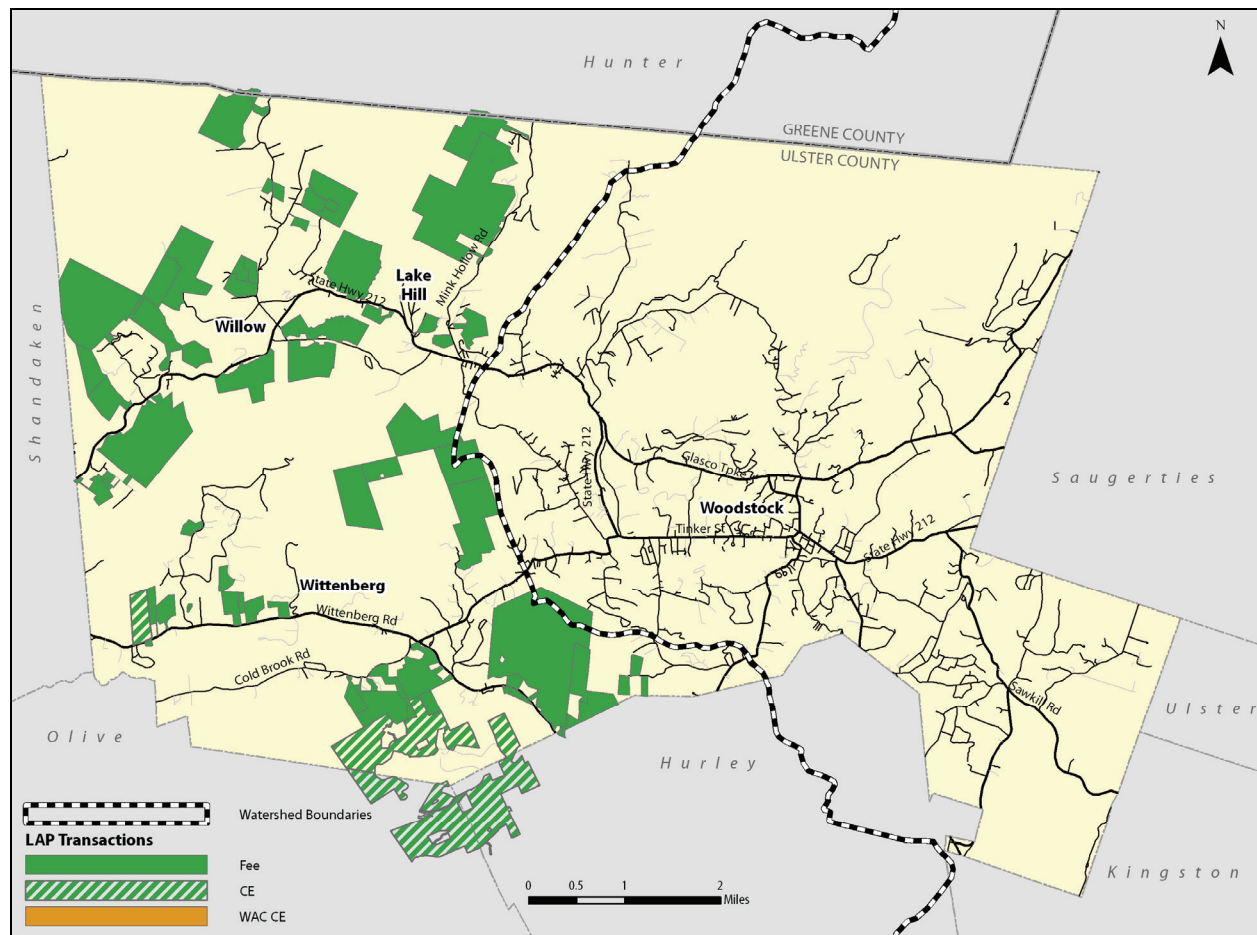 N
Hunter
GREENE COUNTY
ULSTER COUNTY
Mink Hollow Rd
Lake
Hill
State Hwy 212
Willow
Shandaken
State Hwy 212
Glasco Tpke
Saugerties
Woodstock
Tinker St
State Hwy 212
Wittenberg
Wittenberg Rd
Cold Brook Rd
Sawkill Rd
Ulster
Olive
Hurley
Kingston
Watershed Boundaries
LAP Transactions
Fee
CE
WAC CE
0 0.5 1 2
Miles